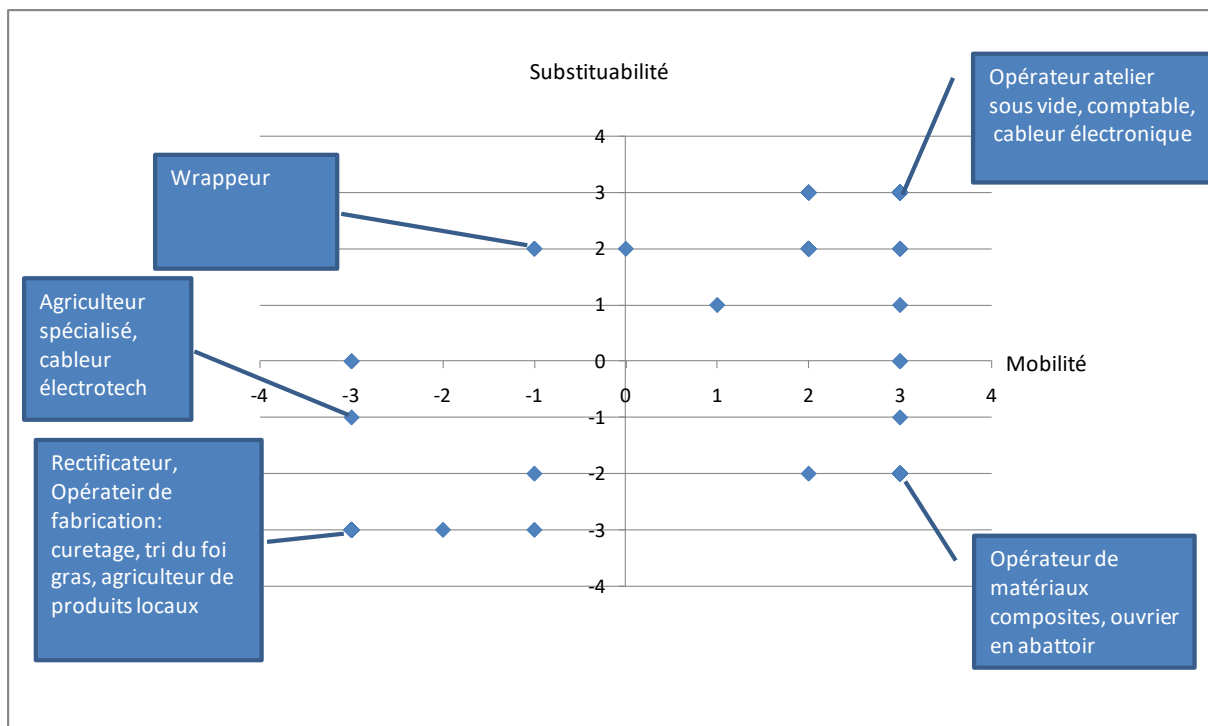 Substituabilité
Opérateur atelier
sous vide, comptable,
cableur électronique
Wrappeur
Agriculteur
spécialisé,
cableur
électrotech
Rectificateur,
Opérateir de
fabrication:
curetage, tri du foi
gras, agriculteur de
produits locaux
4
3
2
1
0
-1
-2
-3
-4
-4 -3 -2 -1 0 1 2 3 4
Mobilité
Opérateur de
matériaux
composites, ouvrier
en abattoir